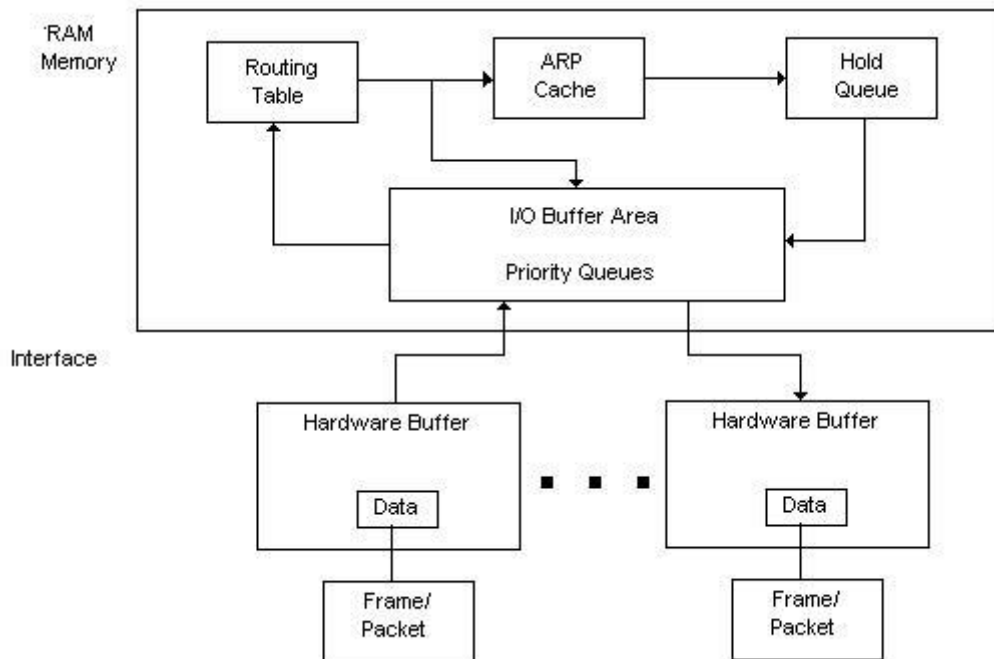 RAM
Memory
Routing
Table
ARP
Cache
Hold
Queue
I/O Buffer Area
Priority Queues
Interface
Hardware Buffer
Data
Frame/
Packet
Hardware Buffer
Data
Frame/
Packet